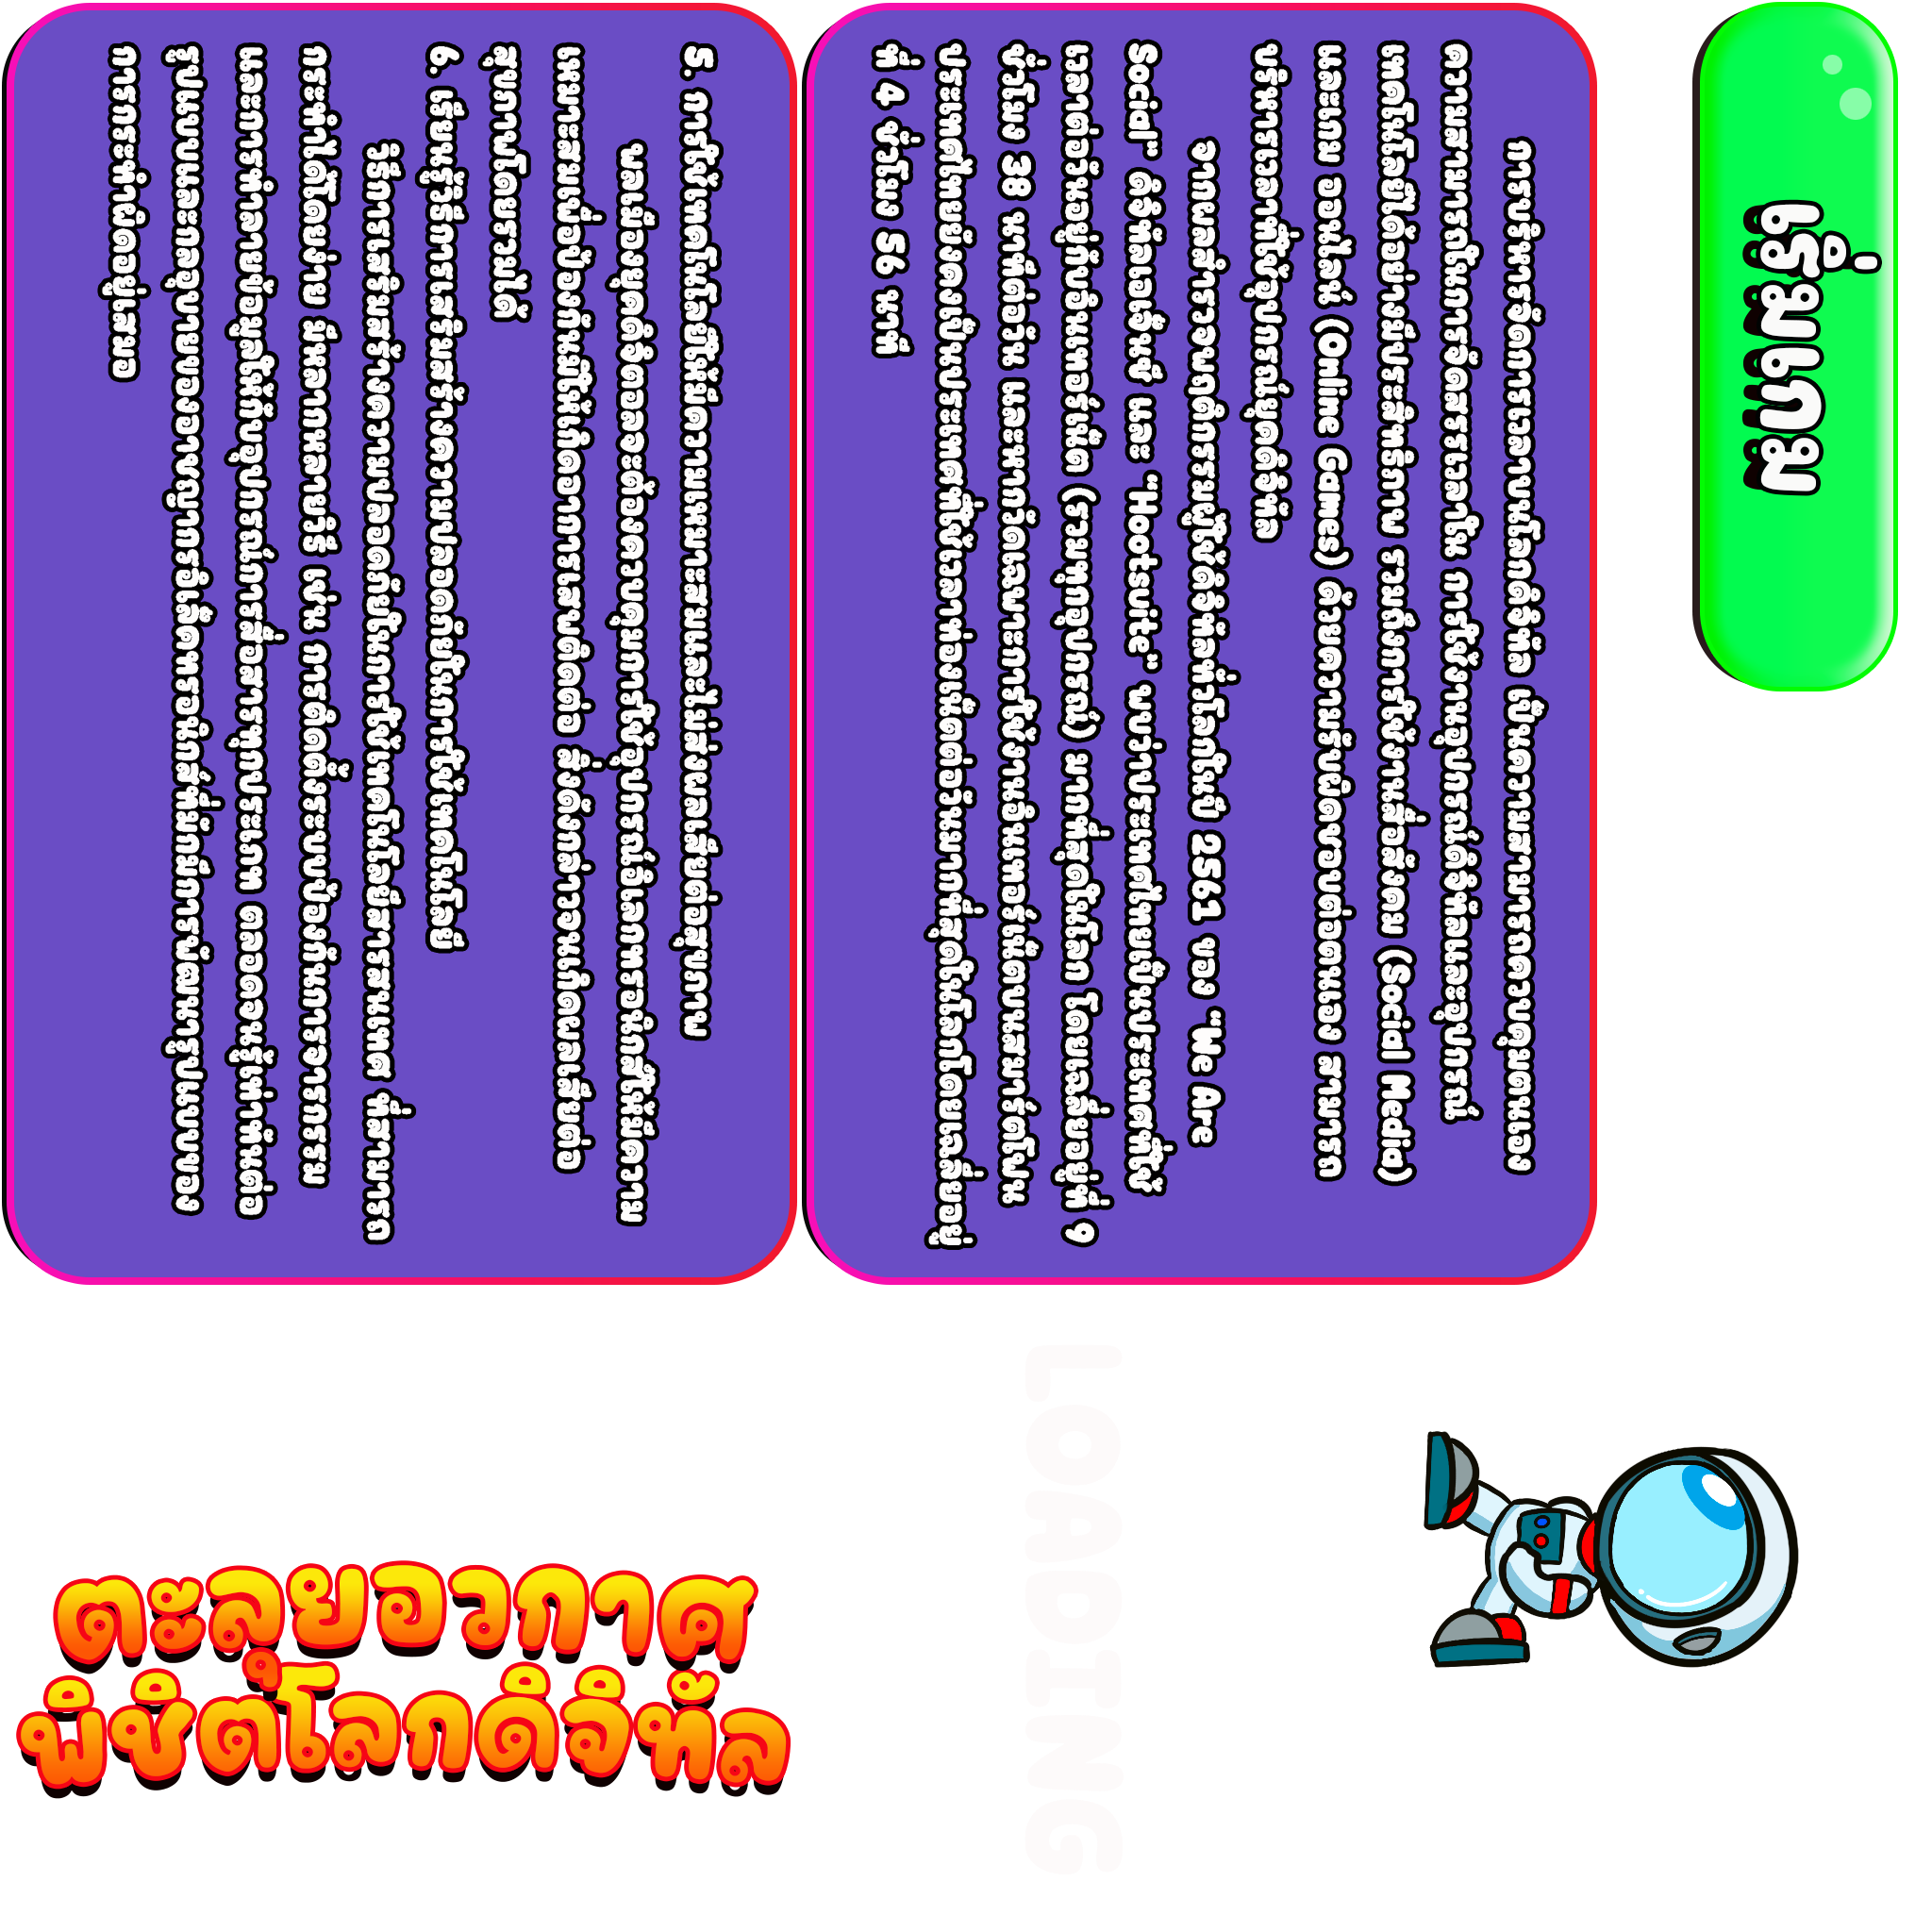 เริ่มเกม
การบริหารจัดการเวลาบนโลกดิจิทัล เป็นความสามารถควบคุมตนเอง
ความสามารถในการจัดสรรเวลาใน การใช้งานอุปกรณ์ดิจิทัลและอุปกรณ์
เทคโนโลยีได้อย่างมีประสิทธิภาพ รวมถึงการใช้งานสื่อสังคม (Social Media)
และเกม ออนไลน์ (Online Games) ด้วยความรับผิดชอบต่อตนเอง สามารถ
บริหารเวลาที่ใช้อุปกรณ์ยุคดิจิทัล
จากผลสำรวจบนกิจกรรมผู้ใช้ดิจิทัลทั่วโลกในปี 2561 ของ "We Are
Social" ดิจิทัลเอเยนซี่ และ "Hootsuite" พบว่าประเทศไทยเป็นประเทศที่ใช้
เวลาต่อวันอยู่กับอินเทอร์เน็ต (รวมทุกอุปกรณ์) มากที่สุดในโลก โดยเฉลี่ยอยู่ที่ 9
ชั่วโมง 38 นาทีต่อวัน และหากวัดเฉพาะการใช้งานอินเทอร์เน็ตบนสมาร์ตโฟน
ประเทศไทยยังคงเป็นประเทศที่ใช้เวลาท่องเน็ตต่อวันมากที่สุดในโลกโดยเฉลี่ยอยู่
ที่ 4 ชั่วโมง 56 นาที
5. การใช้เทคโนโลยีให้มีความเหมาะสมและไม่ส่งผลเสียต่อสุขภาพ
พลเมืองยุคดิจิทอลจะต้องควบคุมการใช้อุปกรณ์อิเลกทรอนิกส์ให้มีความ
เหมาะสมเพื่อป้องกันมิให้เกิดอาการเสพติดต่อ สิ่งดังกล่าวจนเกิดผลเสียต่อ
สุขภาพโดยรวมได้
6. เรียนรู้วิธีการเสริมสร้างความปลอดภัยในการใช้เทคโนโลยี
วิธีการเสริมสร้างความปลอดภัยในการใช้เทคโนโลยีสารสนเทศ ที่สามารถ
กระทำได้โดยง่าย มีหลากหลายวิธี เช่น การติดตั้งระบบป้องกันการจารกรรม
และการทำลายข้อมูลให้กับอุปกรณ์การสื่อสารทุกประเภท ตลอดจนรู้เท่าทันต่อ
รูปแบบและกลอุบายของอาชญากรอิเล็คทรอหนิกส์ที่มักมีการพัฒนารูปแบบของ
การกระทำผิดอยู่เสมอ
LOADING
ตะลุยอวกาศ
พิชิตโลกดิจิทัล